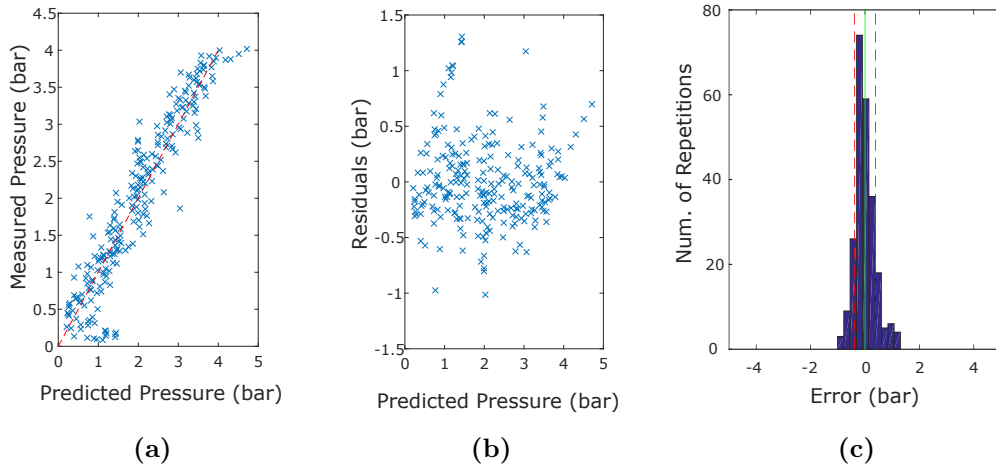 4.5
4
3.5
3
2.5
2
1.5
1
0.5
0
0 1 2 3 4 5
Measured Pressure (bar)
Predicted Pressure (bar)
(a)
1.5
1
0.5
0
-0.5
-1
-1.5
0 1 2 3 4 5
Residuals (bar)
Predicted Pressure (bar)
(b)
80
60
40
20
0
-4 -2 0 2 4
Num. of Repetitions
Error (bar)
(c)